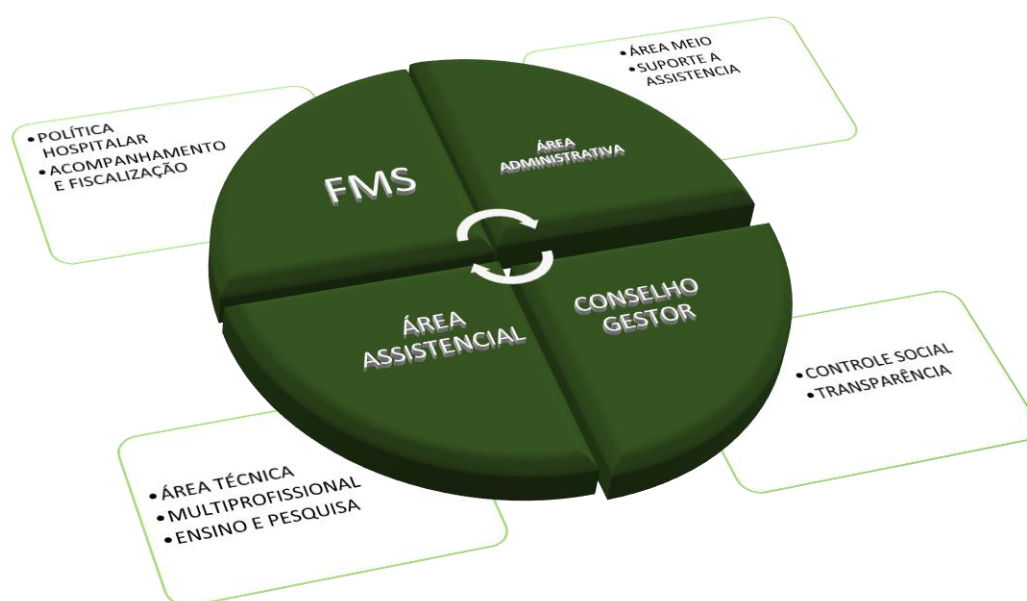 • POLÍTICA
HOSPITALAR
• ACOMPANHAMENTO
E FISCALIZAÇÃO
• ÁREA MEIO
• SUPORTE A
ASSISTENCIA
FMS
ÁREA
ADMINISTRATIVA
ÁREA
ASSISTENCIAL
CONSELHO
GESTOR
• ÁREA TÉCNICA
• MULTIPROFISSIONAL
• ENSINO E PESQUISA
• CONTROLE SOCIAL
• TRANSPARÊNCIA